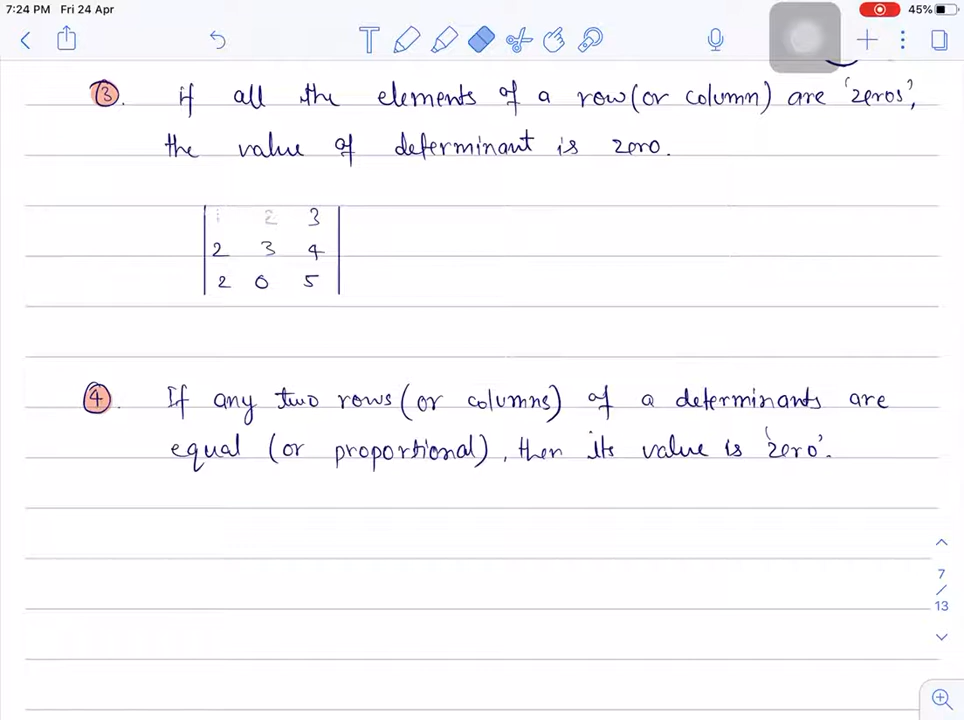 7:24 PM Fri 24 Apr
45%
T
3. if all the elements of a row (or column) are 'zeros',
the value of determinant is zero.
1 2 3
2 3 4
2 0 5
4. If any two rows (or columns) of a determinants are
equal (or proportional), then its value is 'zero'.
7
/
13